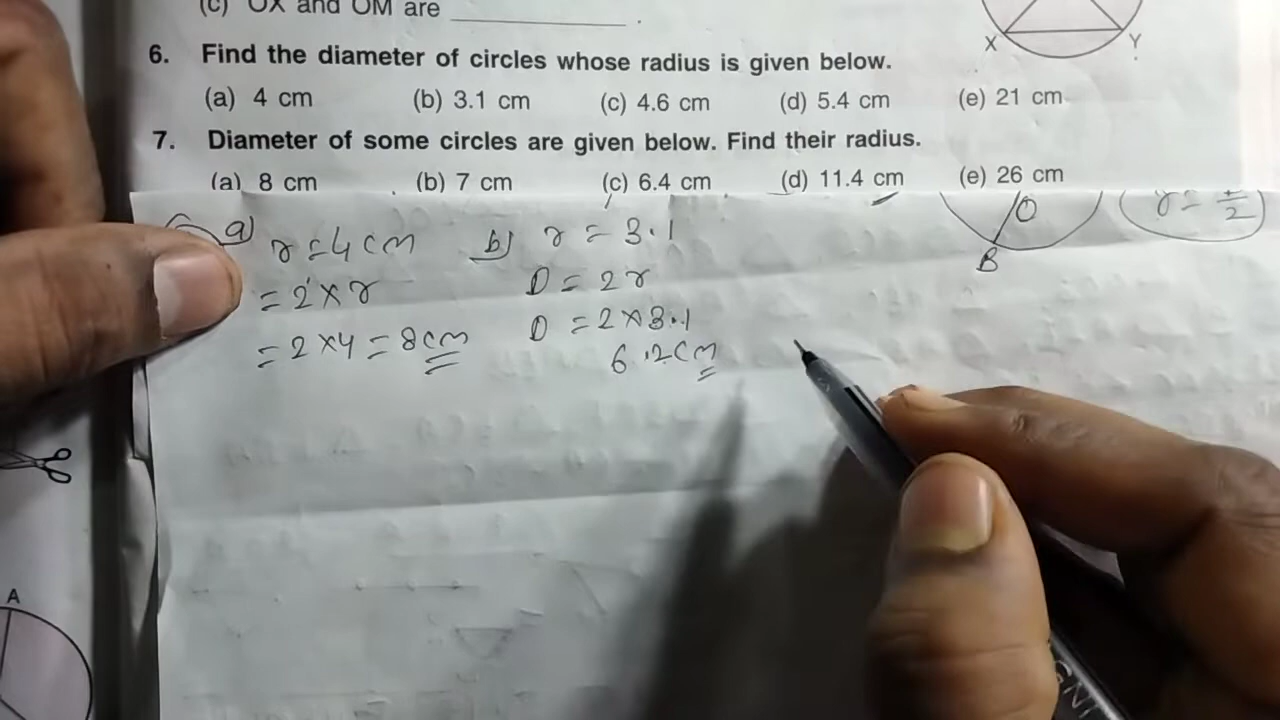 (c) OX and OM are ____________ .
X
Y
6. Find the diameter of circles whose radius is given below.
(a) 4 cm (b) 3.1 cm (c) 4.6 cm (d) 5.4 cm (e) 21 cm
7. Diameter of some circles are given below. Find their radius.
(a) 8 cm (b) 7 cm (c) 6.4 cm (d) 11.4 cm (e) 26 cm
a) r = 4 cm
= 2 × r
= 2 × 4 = 8 cm
b) r = 3.1
D = 2 r
D = 2 × 3.1
6.2 cm
O
B
A